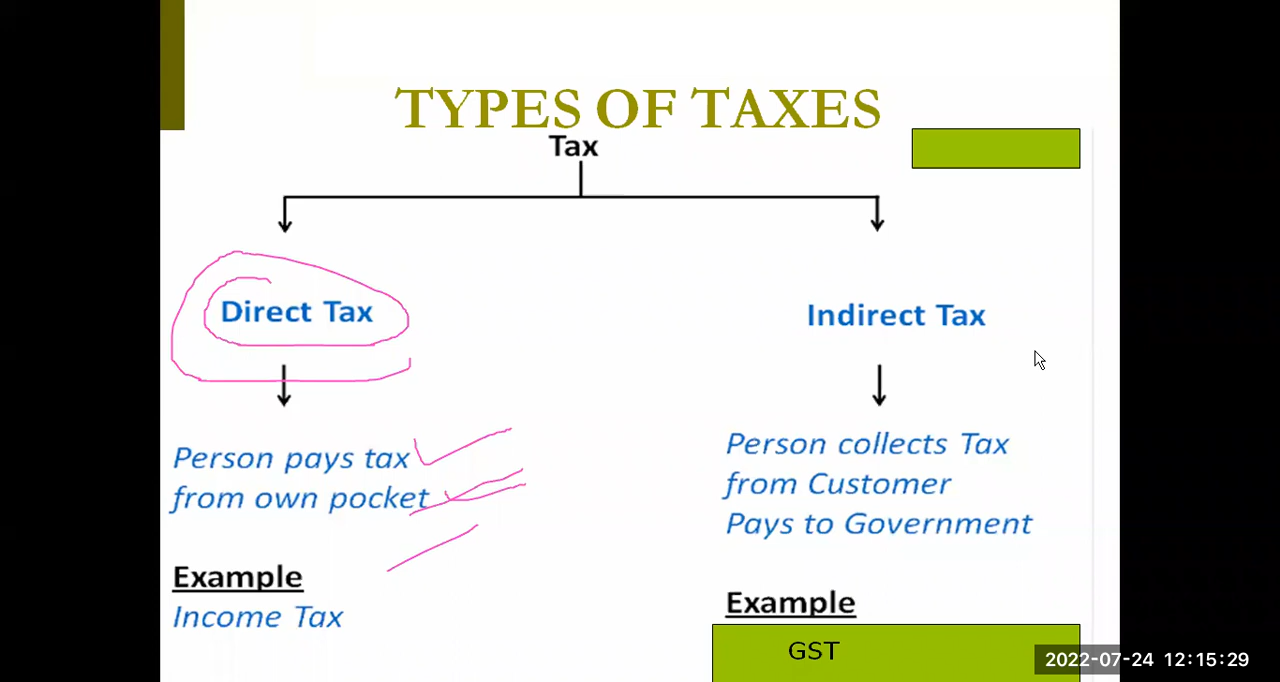 TYPES OF TAXES
Tax
Direct Tax
Person pays tax
from own pocket
Example
Income Tax
Indirect Tax
Person collects Tax
from Customer
Pays to Government
Example
GST
2022-07-24 12:15:29